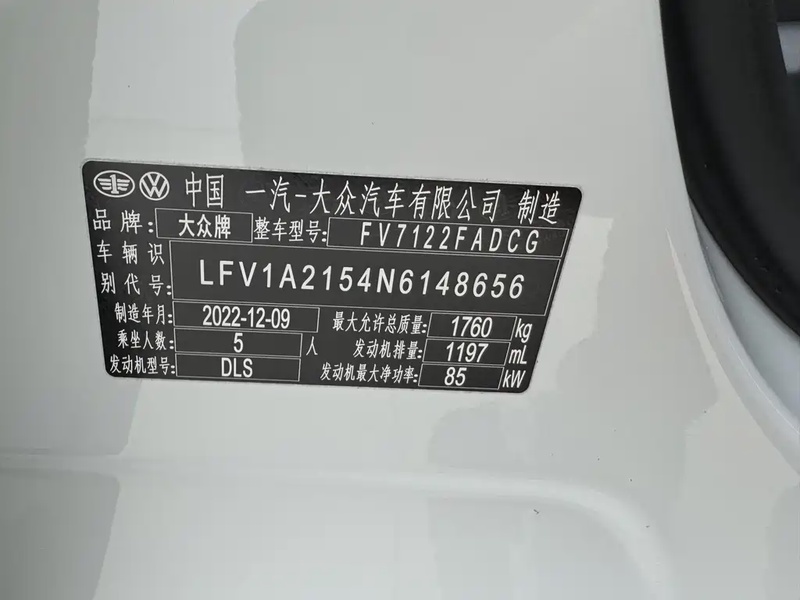 中国 一汽-大众汽车有限公司 制造
品牌: 大众牌 整车型号: FV7122FADCG
车辆识别代号: LFV1A2154N6148656
制造年月: 2022-12-09 最大允许总质量: 1760 kg
乘坐人数: 5 人 发动机排量: 1197 mL
发动机型号: DLS 发动机最大净功率: 85 kW